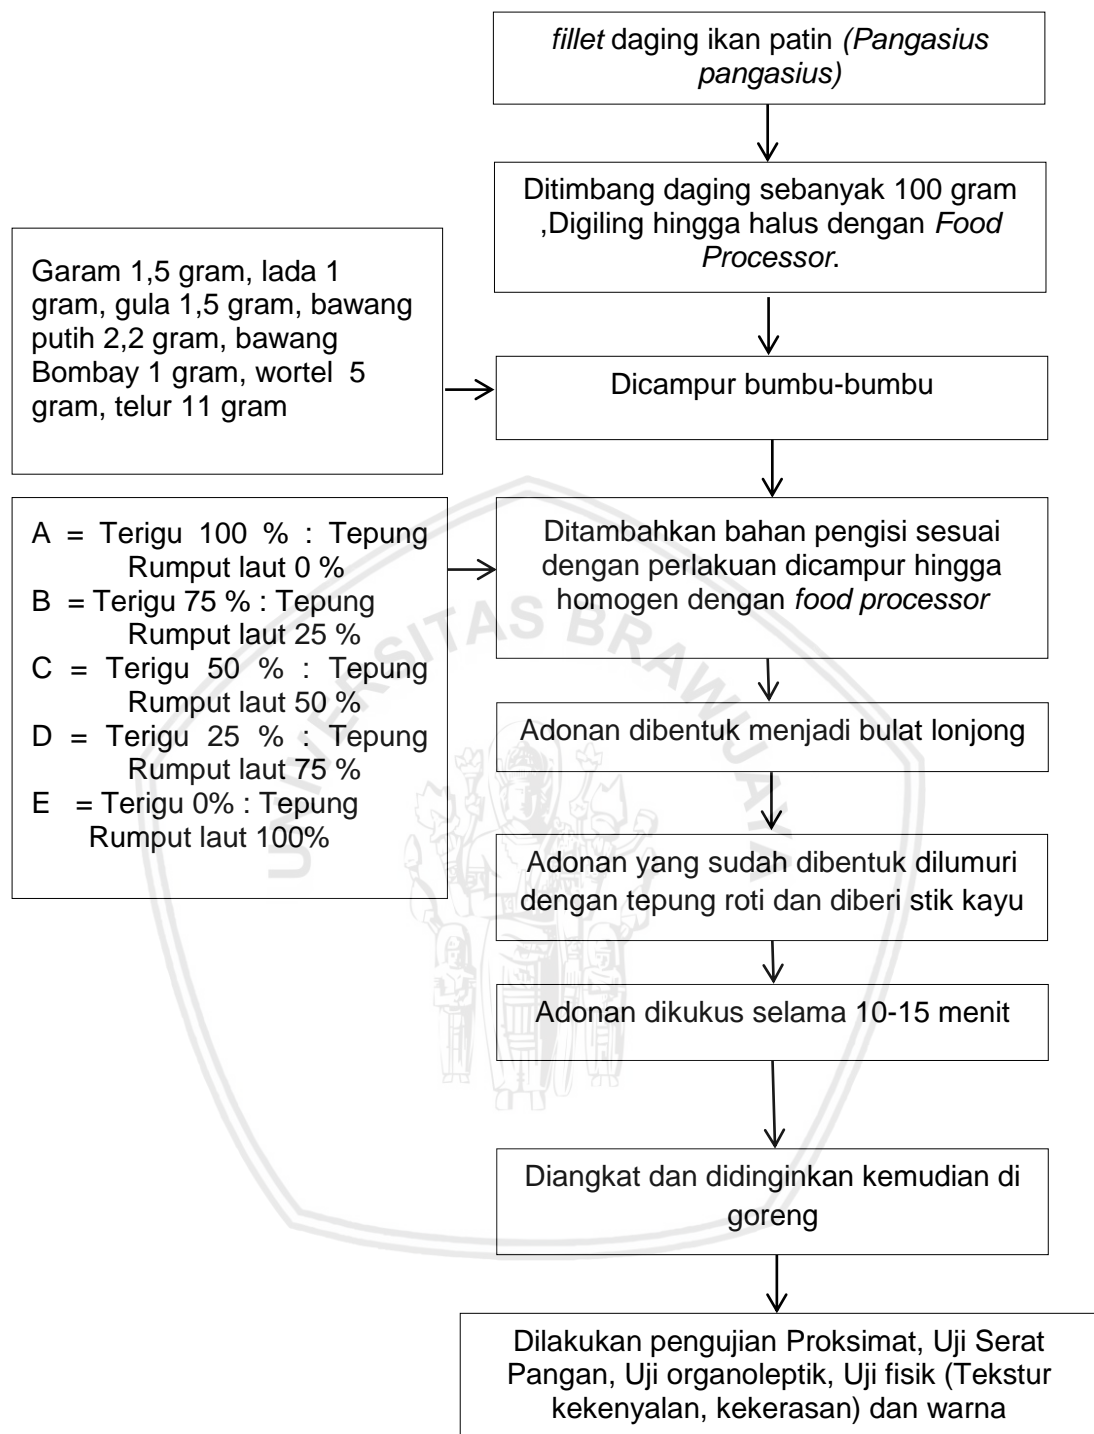 fillet daging ikan patin (Pangasius
pangasius)
Ditimbang daging sebanyak 100 gram
,Digiling hingga halus dengan Food
Processor.
Garam 1,5 gram, lada 1
gram, gula 1,5 gram, bawang
putih 2,2 gram, bawang
Bombay 1 gram, wortel 5
gram, telur 11 gram
Dicampur bumbu-bumbu
A = Terigu 100 % : Tepung
Rumput laut 0 %
B = Terigu 75 % : Tepung
Rumput laut 25 %
C = Terigu 50 % : Tepung
Rumput laut 50 %
D = Terigu 25 % : Tepung
Rumput laut 75 %
E = Terigu 0% : Tepung
Rumput laut 100%
Ditambahkan bahan pengisi sesuai
dengan perlakuan dicampur hingga
homogen dengan food processor
Adonan dibentuk menjadi bulat lonjong
Adonan yang sudah dibentuk dilumuri
dengan tepung roti dan diberi stik kayu
Adonan dikukus selama 10-15 menit
Diangkat dan didinginkan kemudian di
goreng
Dilakukan pengujian Proksimat, Uji Serat
Pangan, Uji organoleptik, Uji fisik (Tekstur
kekenyalan, kekerasan) dan warna
UNIVERSITAS BRAWIJAYA